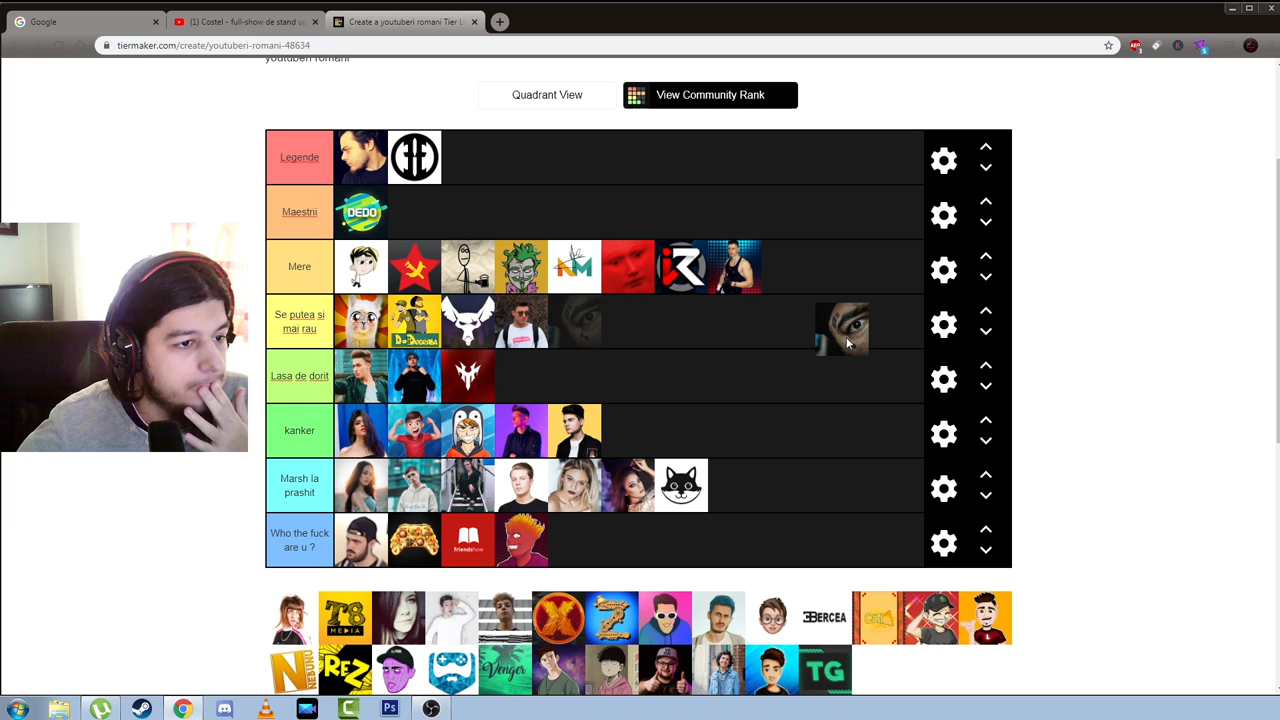 Google
(1) Costel - full-show de stand u
Create a youtuberi romani Tier L
tiermaker.com/create/youtuberi-romani-48634
youtuberi romani
Quadrant View
View Community Rank
Legende
Maestrii
DEDO
Mere
NM
Se putea si
mai rau
Lasa de dorit
kanker
Marsh la
prashit
Who the fuck
are u ?
friendshow
T8
MEDIA
X
BERCEA
NEBUNU
REZ
Venger
TG